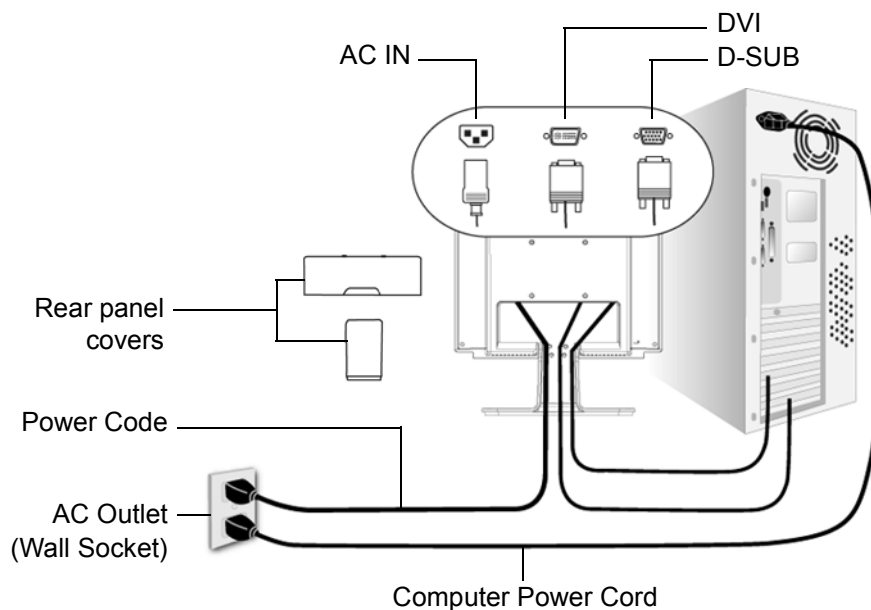 DVI
AC IN
D-SUB
Rear panel
covers
Power Code
AC Outlet
(Wall Socket)
Computer Power Cord